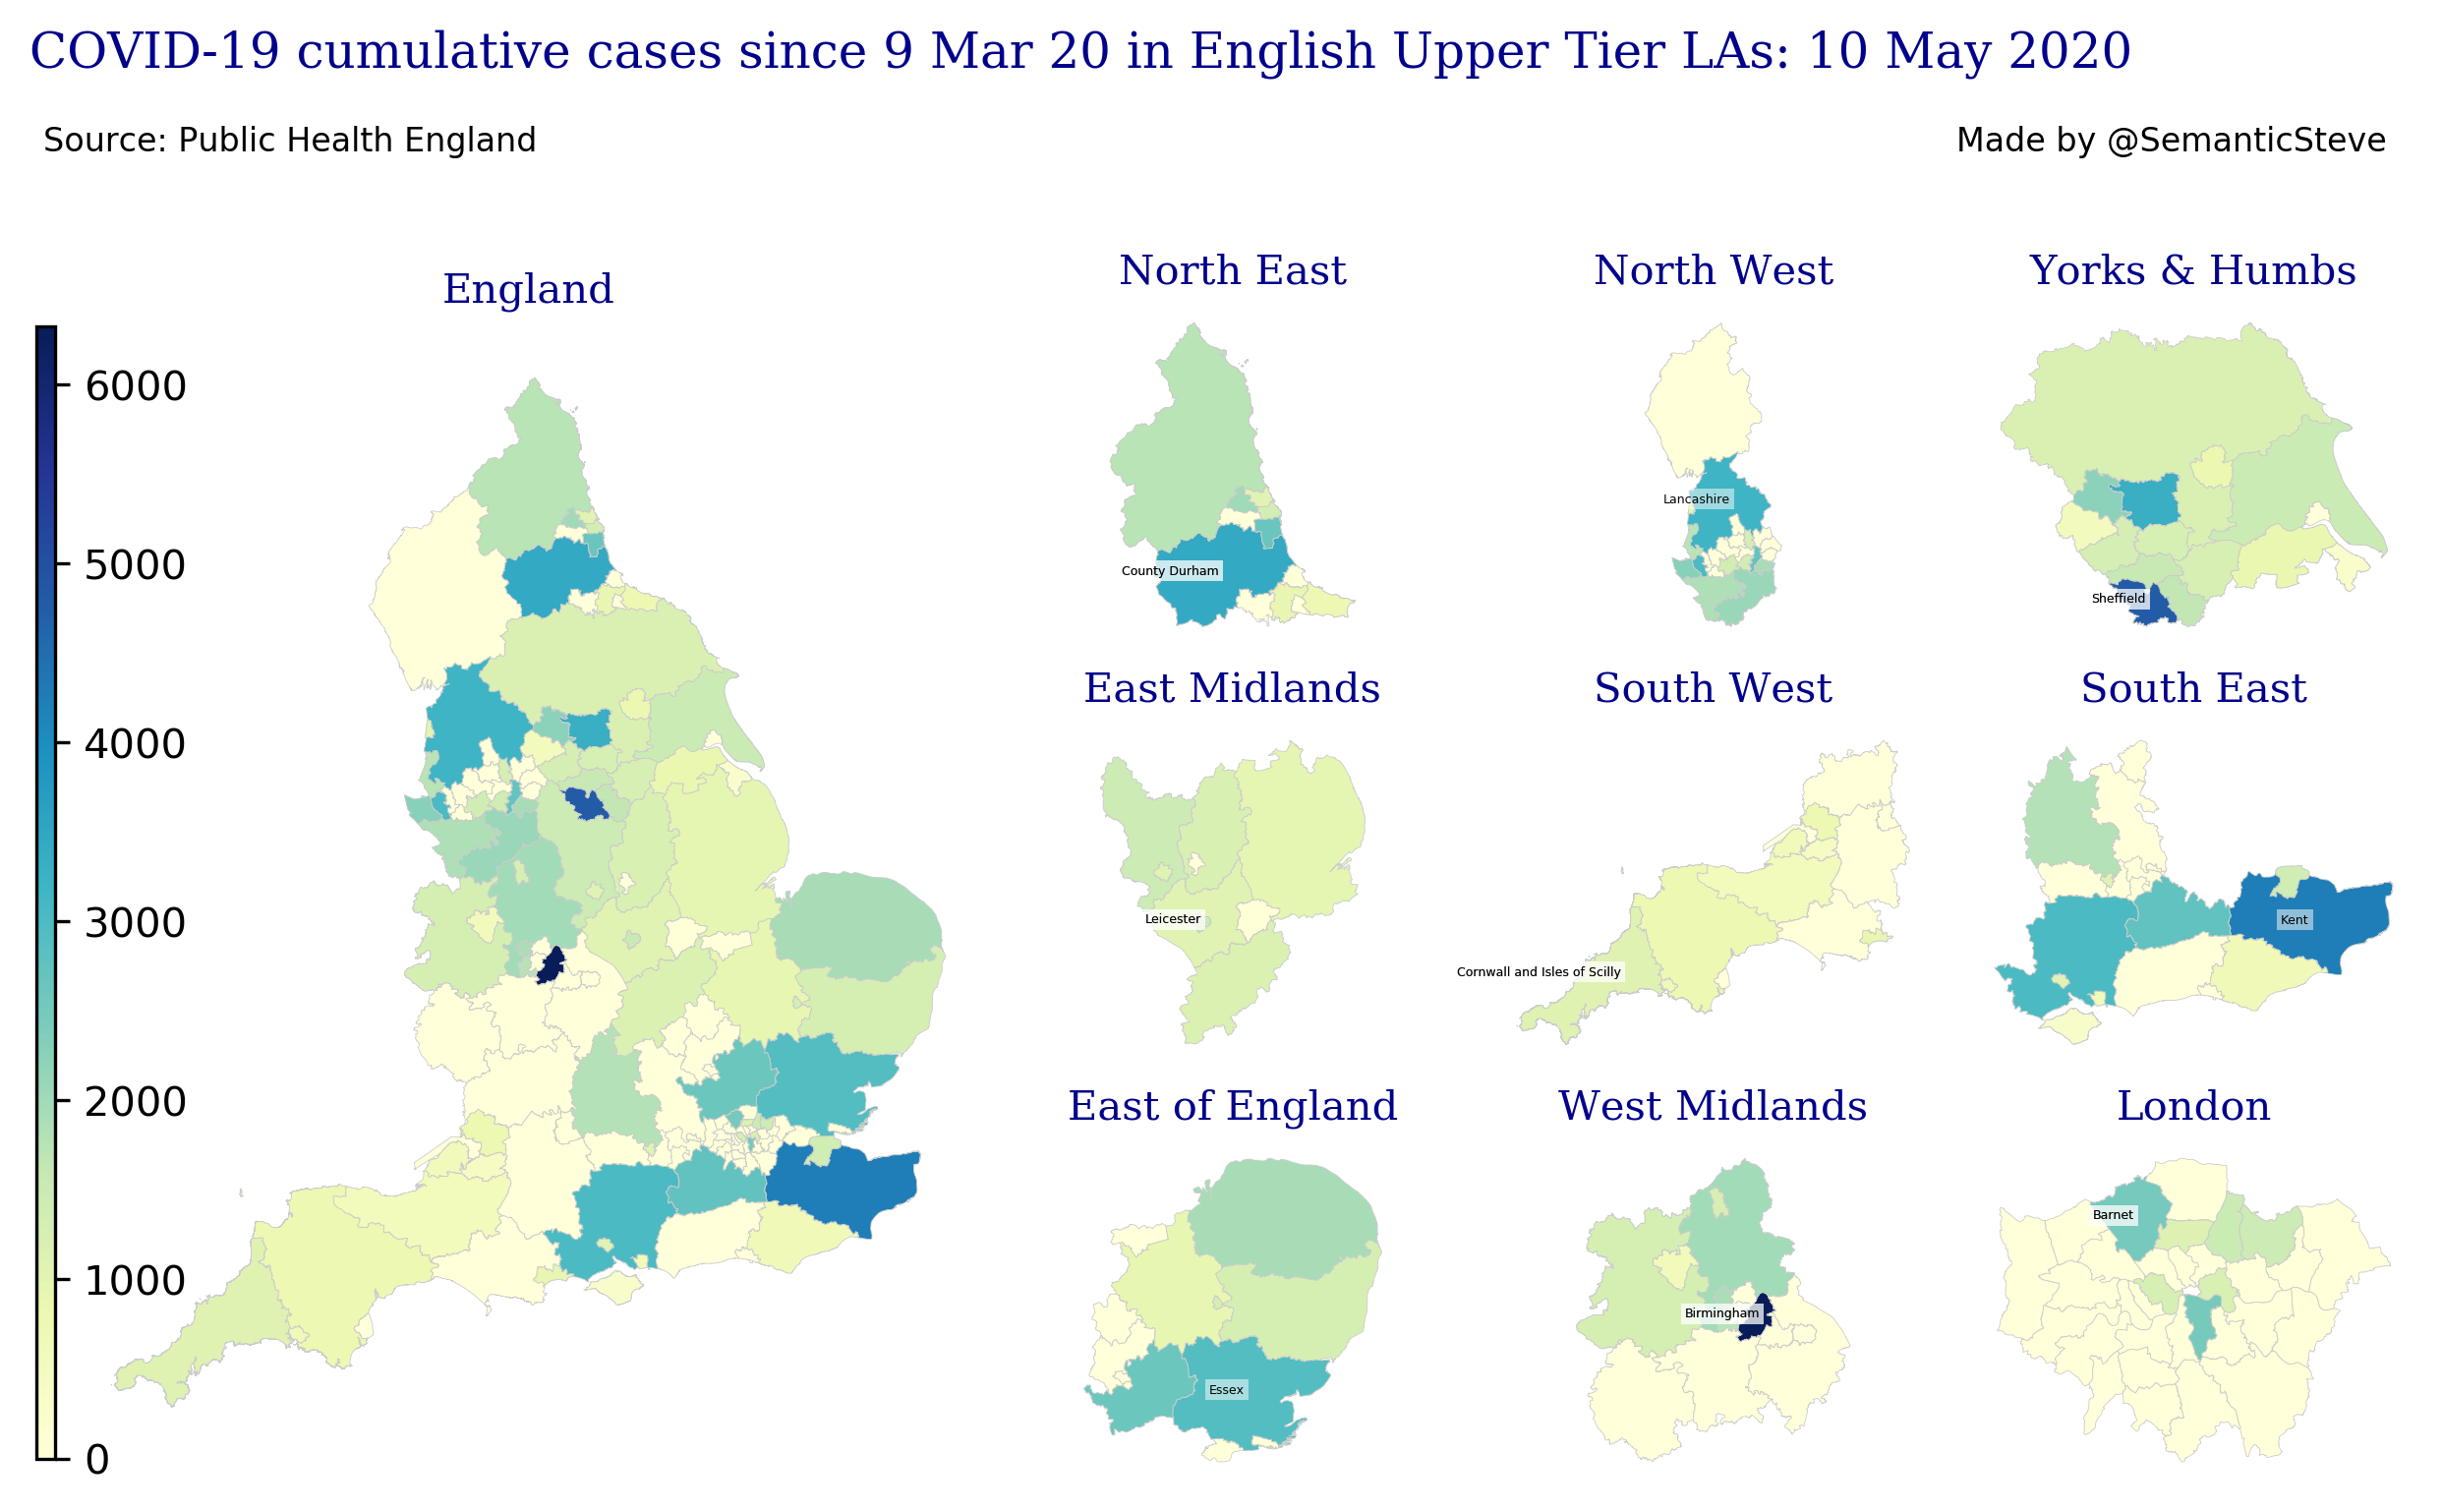 COVID-19 cumulative cases since 9 Mar 20 in English Upper Tier LAs: 10 May 2020
Source: Public Health England
Made by @SemanticSteve
England
6000
5000
4000
3000
2000
1000
0
North East
County Durham
North West
Lancashire
Yorks & Humbs
Sheffield
East Midlands
Leicester
South West
Cornwall and Isles of Scilly
South East
Kent
East of England
Essex
West Midlands
Birmingham
London
Barnet